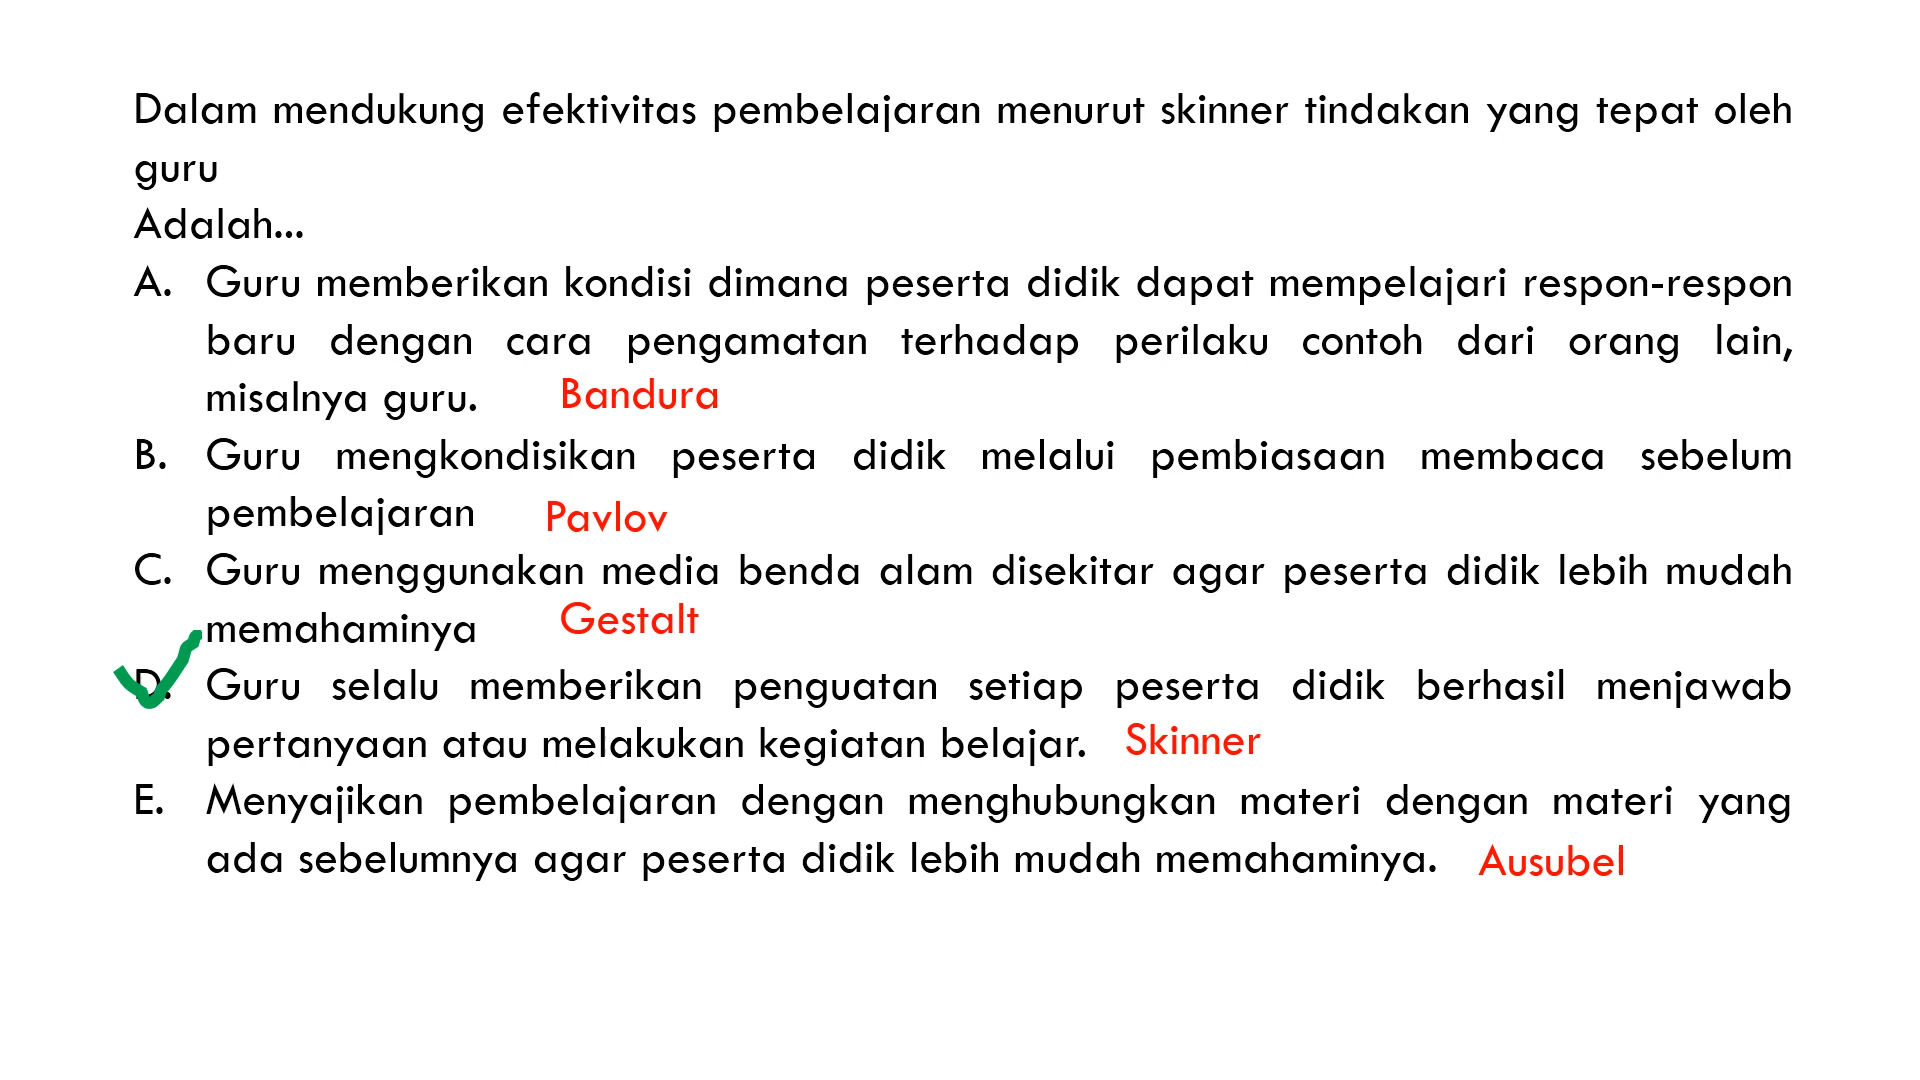 Dalam mendukung efektivitas pembelajaran menurut skinner tindakan yang tepat oleh
guru
Adalah...
A. Guru memberikan kondisi dimana peserta didik dapat mempelajari respon-respon
baru dengan cara pengamatan terhadap perilaku contoh dari orang lain,
misalnya guru. Bandura
B. Guru mengkondisikan peserta didik melalui pembiasaan membaca sebelum
pembelajaran Pavlov
C. Guru menggunakan media benda alam disekitar agar peserta didik lebih mudah
memahaminya Gestalt
D. Guru selalu memberikan penguatan setiap peserta didik berhasil menjawab
pertanyaan atau melakukan kegiatan belajar. Skinner
E. Menyajikan pembelajaran dengan menghubungkan materi dengan materi yang
ada sebelumnya agar peserta didik lebih mudah memahaminya. Ausubel